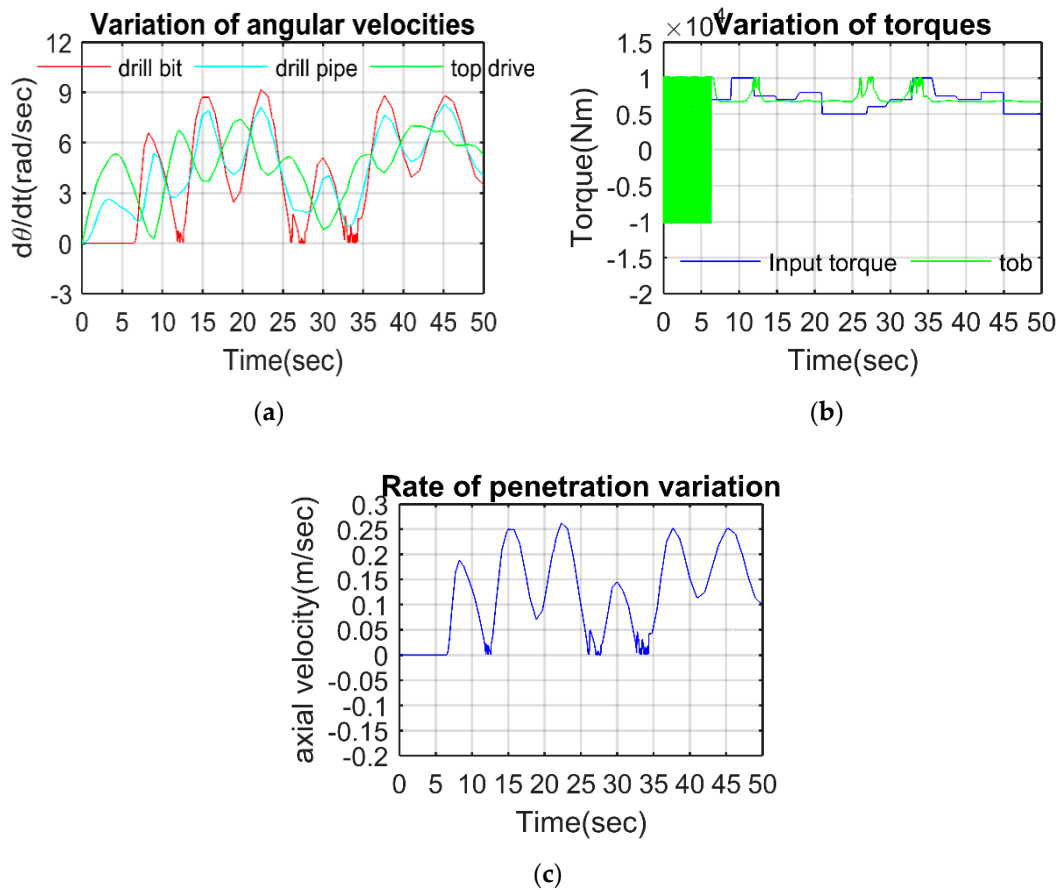 Variation of angular velocities
12
9
6
3
0
-3
drill bit
drill pipe
top drive
dθ/dt(rad/sec)
0 5 10 15 20 25 30 35 40 45 50
Time(sec)
(a)
×10⁴
Variation of torques
1.5
1
0.5
0
-0.5
-1
-1.5
-2
Torque(Nm)
Input torque
tob
0 5 10 15 20 25 30 35 40 45 50
Time(sec)
(b)
Rate of penetration variation
0.3
0.25
0.2
0.15
0.1
0.05
0
-0.05
-0.1
-0.15
-0.2
axial velocity(m/sec)
0 5 10 15 20 25 30 35 40 45 50
Time(sec)
(c)